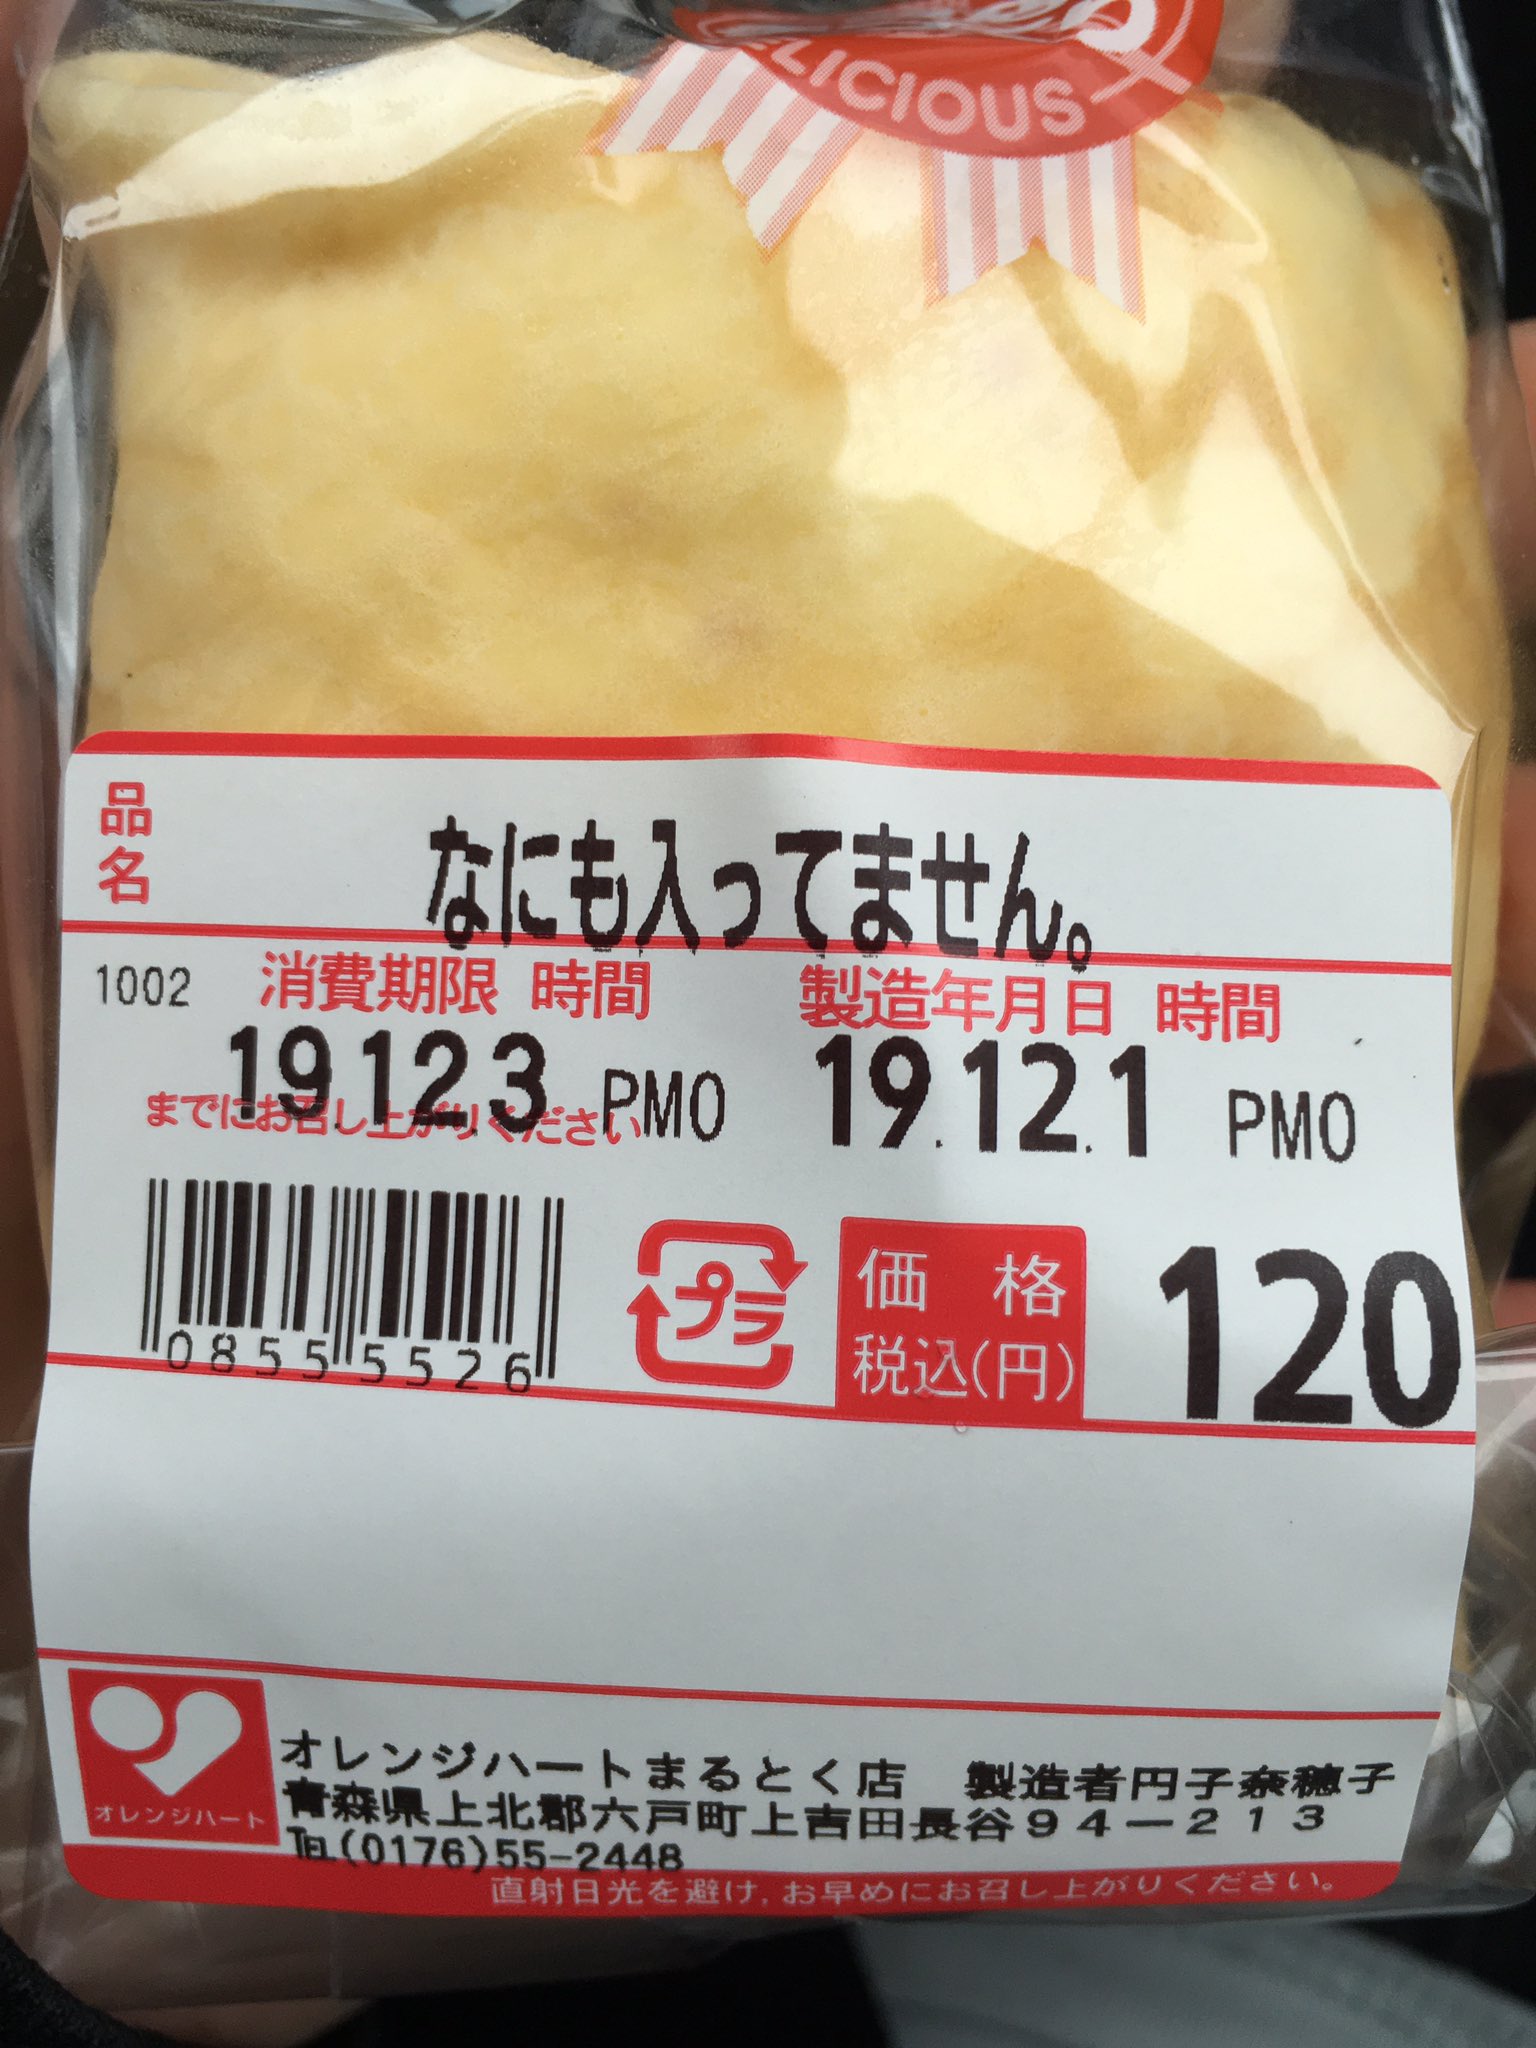 ELICIOUS
品名
なにも入ってません。
1002 消費期限 時間 製造年月日 時間
19.12.3 PM0 19.12.1 PM0
までにお召し上がりください
0855 5526
プラ
価格 120
税込(円)
オレンジハート
オレンジハートまるとく店 製造者円子奈穂子
青森県上北郡六戸町上吉田長谷94-213
℡(0176)55-2448
直射日光を避け,お早めにお召し上がりください。